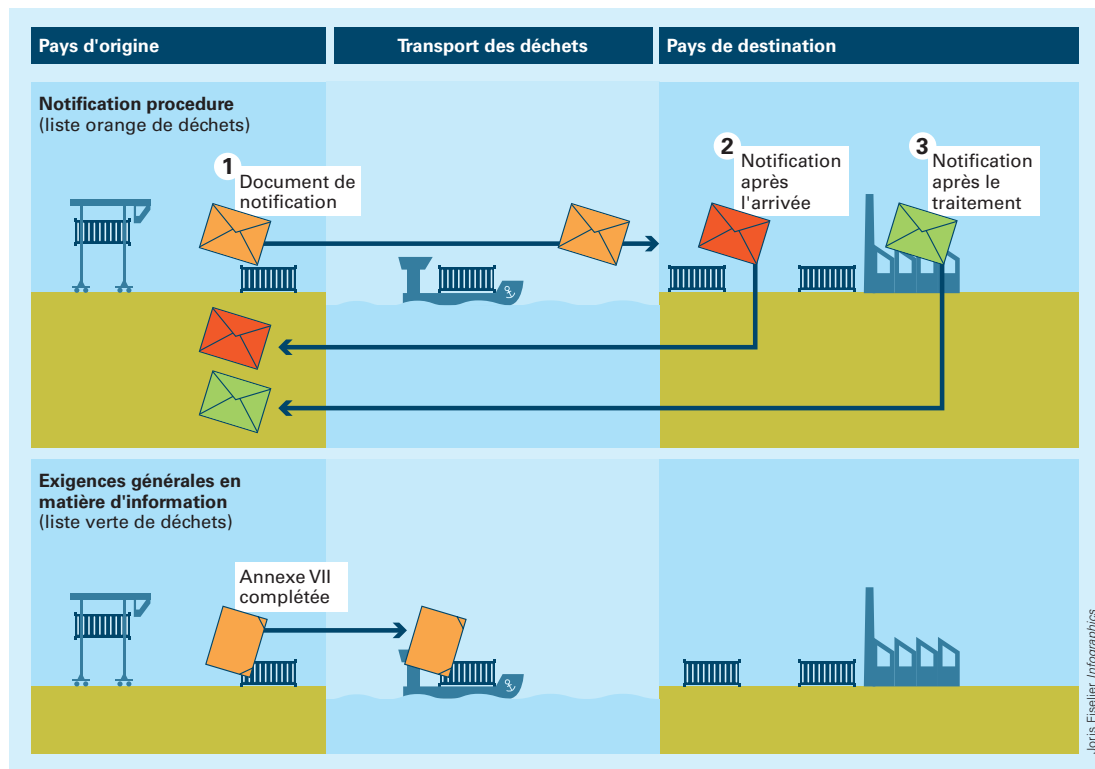 Pays d'origine
Transport des déchets
Pays de destination
Notification procedure
(liste orange de déchets)
1
Document de
notification
2
Notification
après
l'arrivée
3
Notification
après le
traitement
Exigences générales en
matière d'information
(liste verte de déchets)
Annexe VII
complétée
Joris Fiselier Infographics